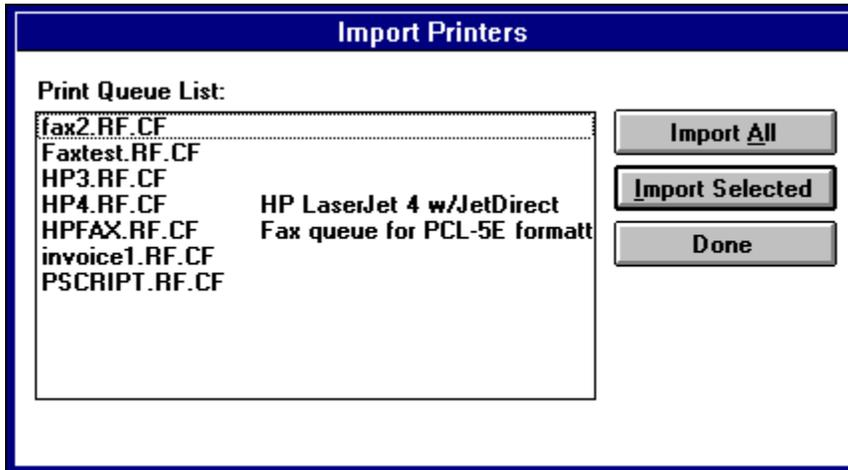 Import Printers
Print Queue List:
fax2.RF.CF
Faxtest.RF.CF
HP3.RF.CF
HP4.RF.CF HP LaserJet 4 w/JetDirect
HPFAX.RF.CF Fax queue for PCL-5E formatt
invoice1.RF.CF
PSCRIPT.RF.CF
Import All
Import Selected
Done